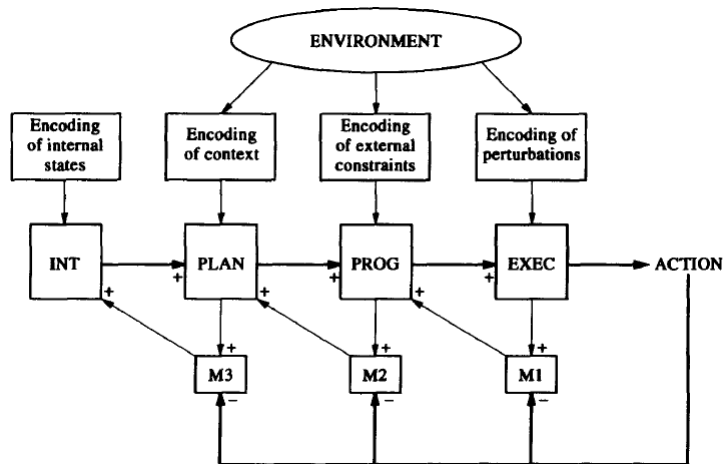 ENVIRONMENT
Encoding
of internal
states
Encoding
of context
Encoding
of external
constraints
Encoding of
perturbations
INT
+
+
PLAN
+
+
PROG
+
+
EXEC
ACTION
+
M3
−
+
M2
−
+
M1
−